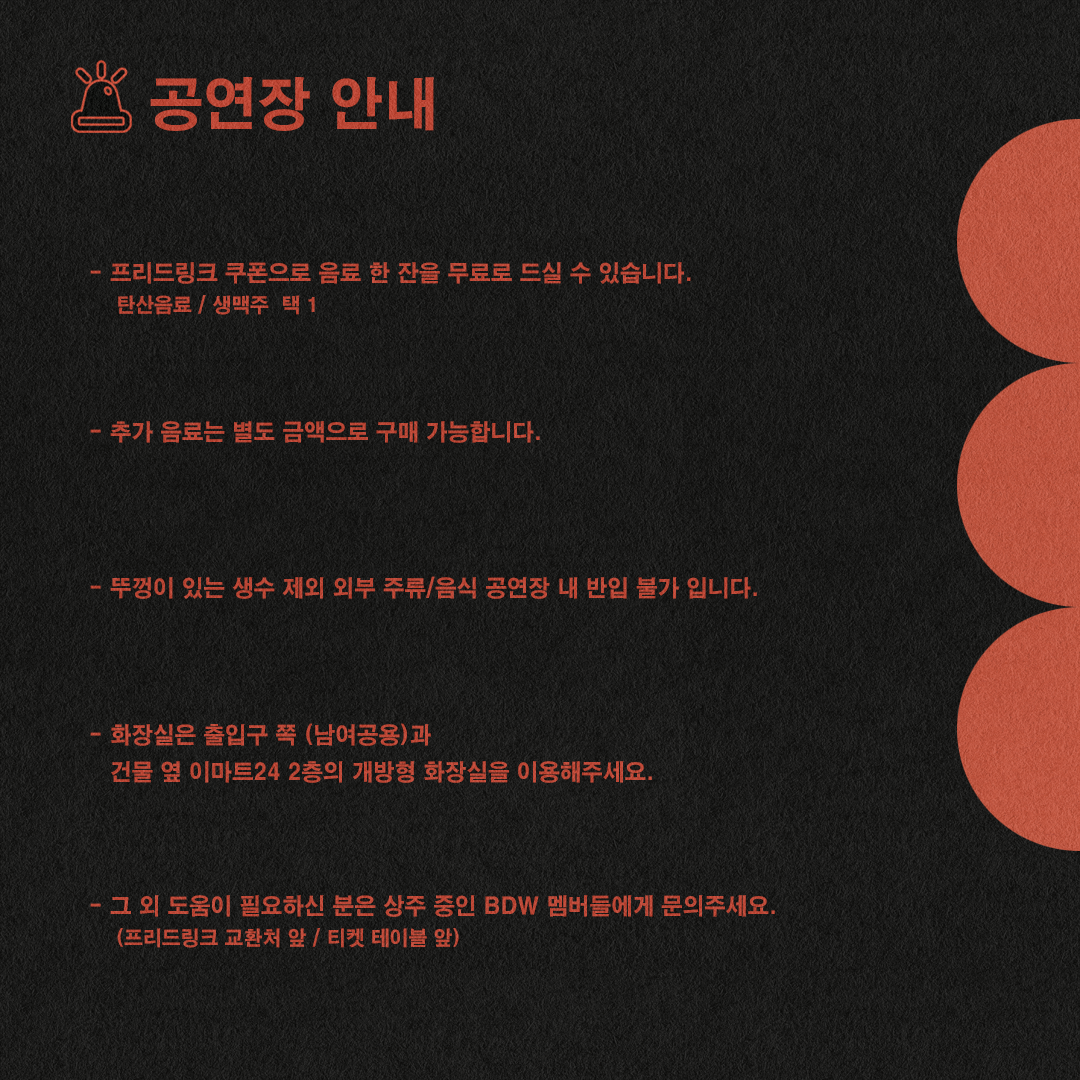 공연장 안내
- 프리드링크 쿠폰으로 음료 한 잔을 무료로 드실 수 있습니다.
탄산음료 / 생맥주 택 1
- 추가 음료는 별도 금액으로 구매 가능합니다.
- 뚜껑이 있는 생수 제외 외부 주류/음식 공연장 내 반입 불가 입니다.
- 화장실은 출입구 쪽 (남여공용)과
건물 옆 이마트24 2층의 개방형 화장실을 이용해주세요.
- 그 외 도움이 필요하신 분은 상주 중인 BDW 멤버들에게 문의주세요.
(프리드링크 교환처 앞 / 티켓 테이블 앞)